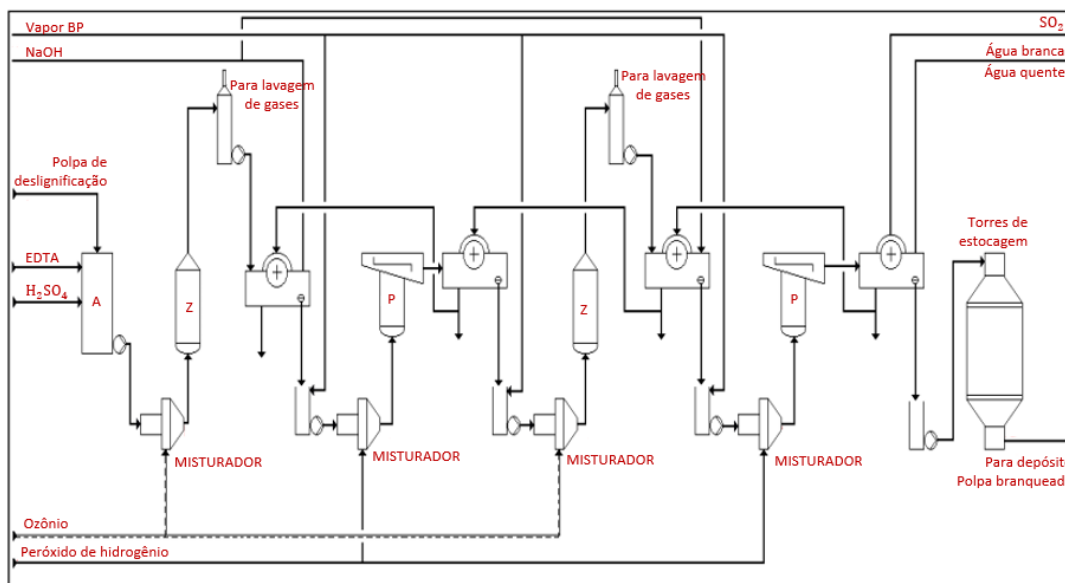 Vapor BP
NaOH
SO₂
Água branca
Água quente
Para lavagem
de gases
Para lavagem
de gases
Polpa de
deslignificação
EDTA
H₂SO₄
A
Z
P
Z
P
Torres de
estocagem
MISTURADOR
MISTURADOR
MISTURADOR
MISTURADOR
Para depósito
Polpa branquead
Ozônio
Peróxido de hidrogênio